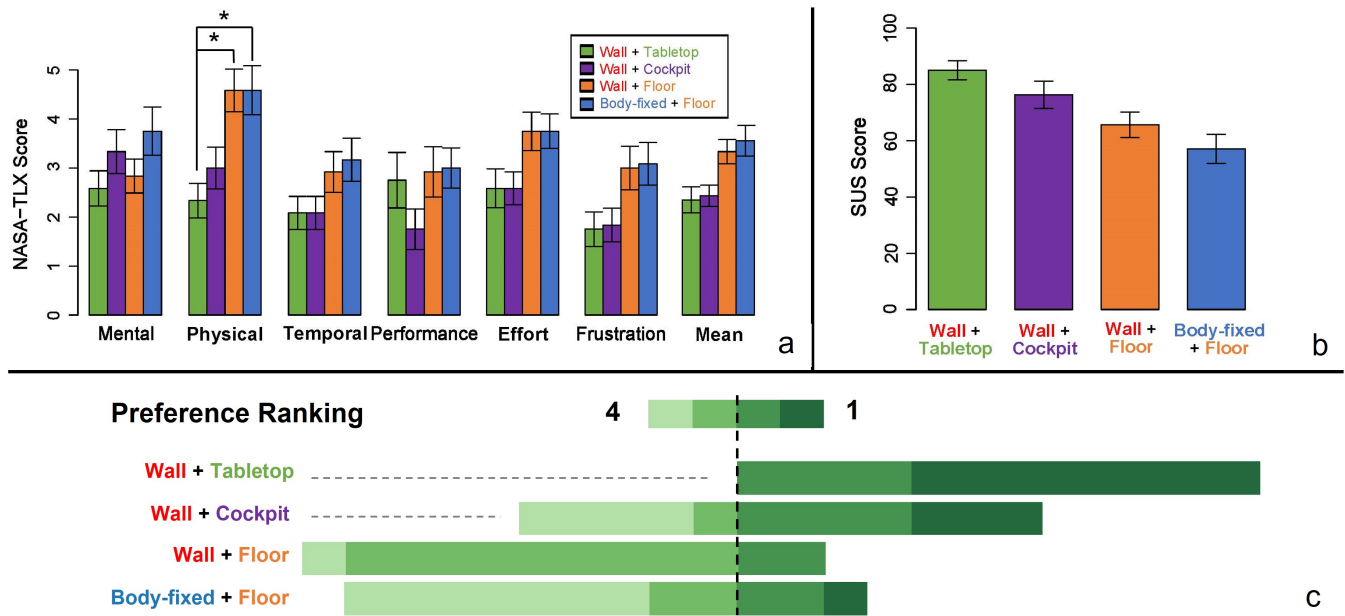 *
*
NASA−TLX Score
5
4
3
2
1
0
Wall + Tabletop
Wall + Cockpit
Wall + Floor
Body-fixed + Floor
Mental
Physical
Temporal
Performance
Effort
Frustration
Mean
a
SUS Score
100
80
60
40
20
0
Wall +
Tabletop
Wall +
Cockpit
Wall +
Floor
Body-fixed
+ Floor
b
Preference Ranking
4
1
Wall + Tabletop
Wall + Cockpit
Wall + Floor
Body-fixed + Floor
c